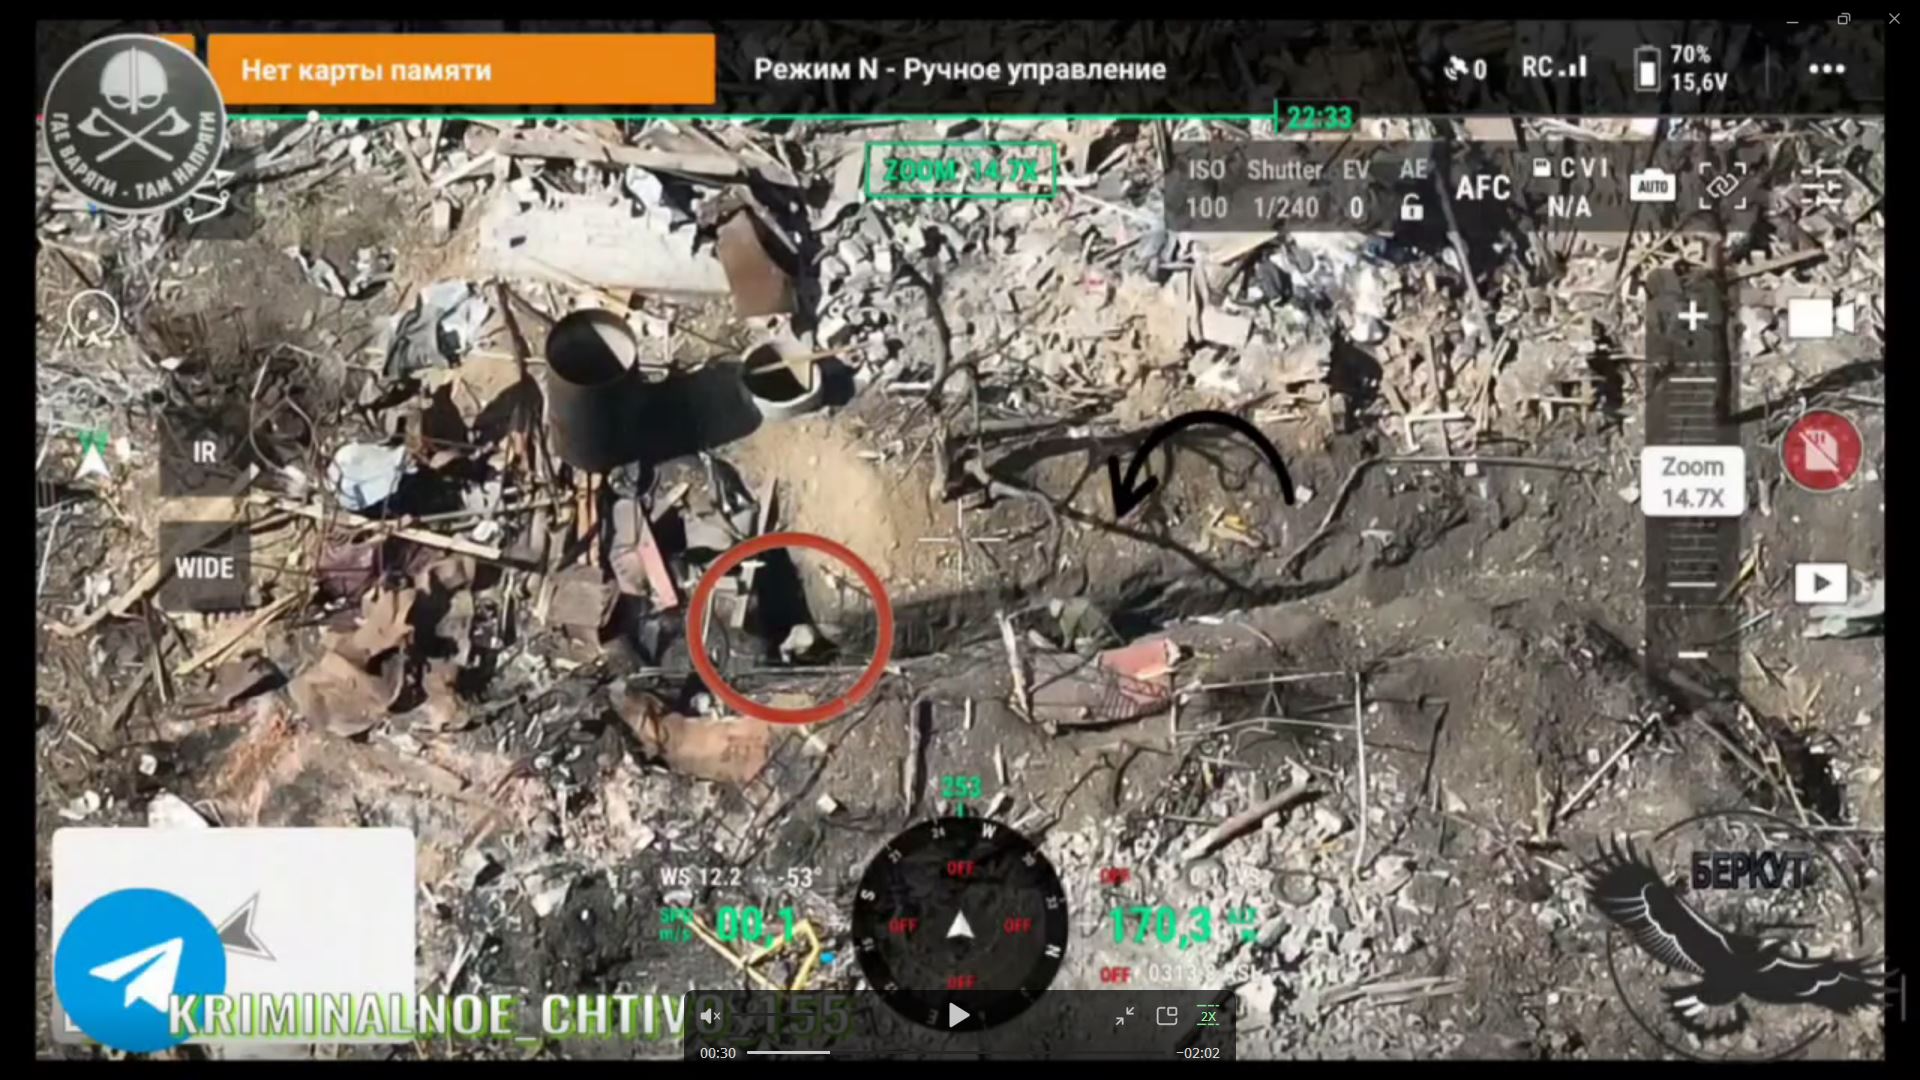 Нет карты памяти
Режим N - Ручное управление
0
RC
70%
15,6V
ГДЕ ВАРЯГИ - ТАМ НАПРЯГИ
22:33
ZOOM 14.7X
ISO Shutter EV AE
100 1/240 0
AFC
N/A
AUTO
IR
WIDE
Zoom
14.7X
253
24 W
21
S
N
E
OFF
OFF OFF
OFF
WS 12.2
-53°
SPD
m/s
00,1
OFF
170,3
ALT
m
OFF
БЕРКУТ
KRIMINALNOE_CHTIVO_155
2X
00:30
−02:02